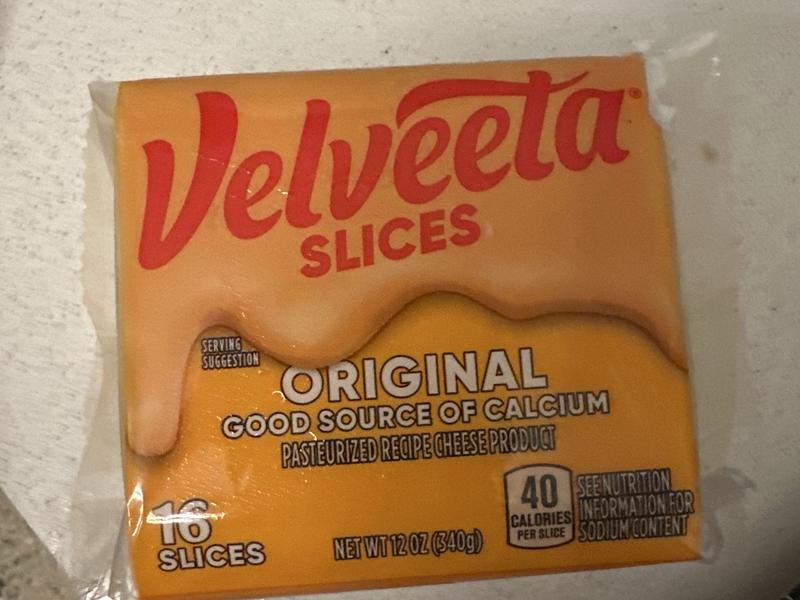 Velveeta®
SLICES
SERVING
SUGGESTION
ORIGINAL
GOOD SOURCE OF CALCIUM
PASTEURIZED RECIPE CHEESE PRODUCT
16
SLICES
NET WT 12 OZ (340g)
40
CALORIES
PER SLICE
SEE NUTRITION
INFORMATION FOR
SODIUM CONTENT